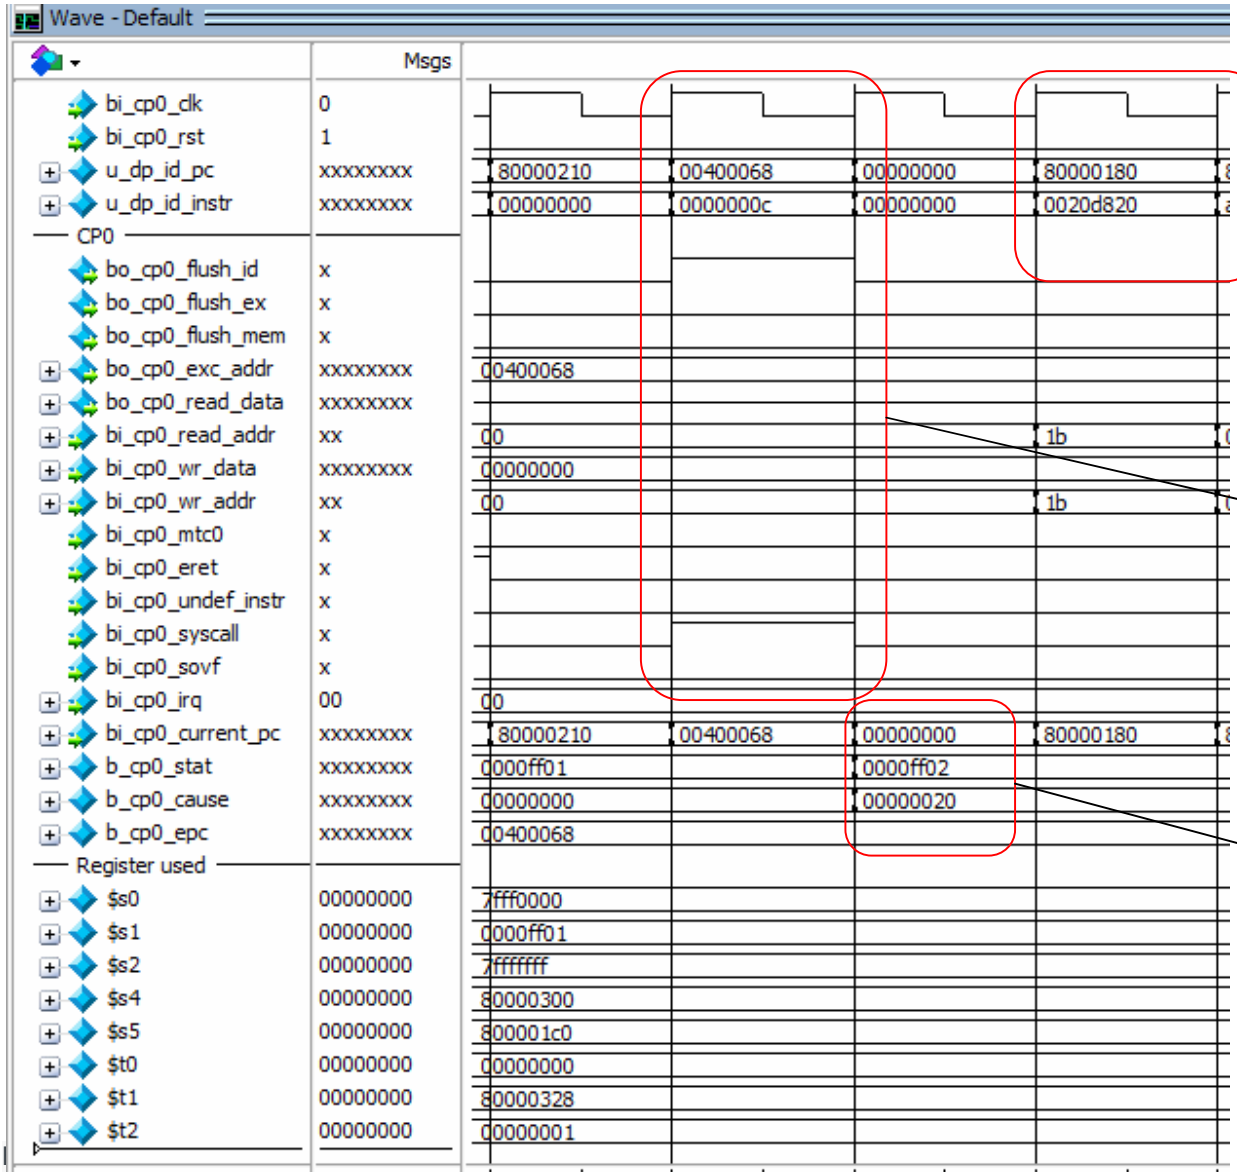 Wave - Default
Msgs
bi_cp0_clk 0
bi_cp0_rst 1
u_dp_id_pc xxxxxxxx 80000210 00400068 00000000 80000180
u_dp_id_instr xxxxxxxx 00000000 0000000c 00000000 0020d820
CP0
bo_cp0_flush_id x
bo_cp0_flush_ex x
bo_cp0_flush_mem x
bo_cp0_exc_addr xxxxxxxx 00400068
bo_cp0_read_data xxxxxxxx
bi_cp0_read_addr xx 00 1b
bi_cp0_wr_data xxxxxxxx 00000000
bi_cp0_wr_addr xx 00 1b
bi_cp0_mtc0 x
bi_cp0_eret x
bi_cp0_undef_instr x
bi_cp0_syscall x
bi_cp0_sovf x
bi_cp0_irq 00 00
bi_cp0_current_pc xxxxxxxx 80000210 00400068 00000000 80000180
b_cp0_stat xxxxxxxx 0000ff01 0000ff02
b_cp0_cause xxxxxxxx 00000000 00000020
b_cp0_epc xxxxxxxx 00400068
Register used
$s0 00000000 7fff0000
$s1 00000000 0000ff01
$s2 00000000 7fffffff
$s4 00000000 80000300
$s5 00000000 800001c0
$t0 00000000 00000000
$t1 00000000 80000328
$t2 00000000 00000001